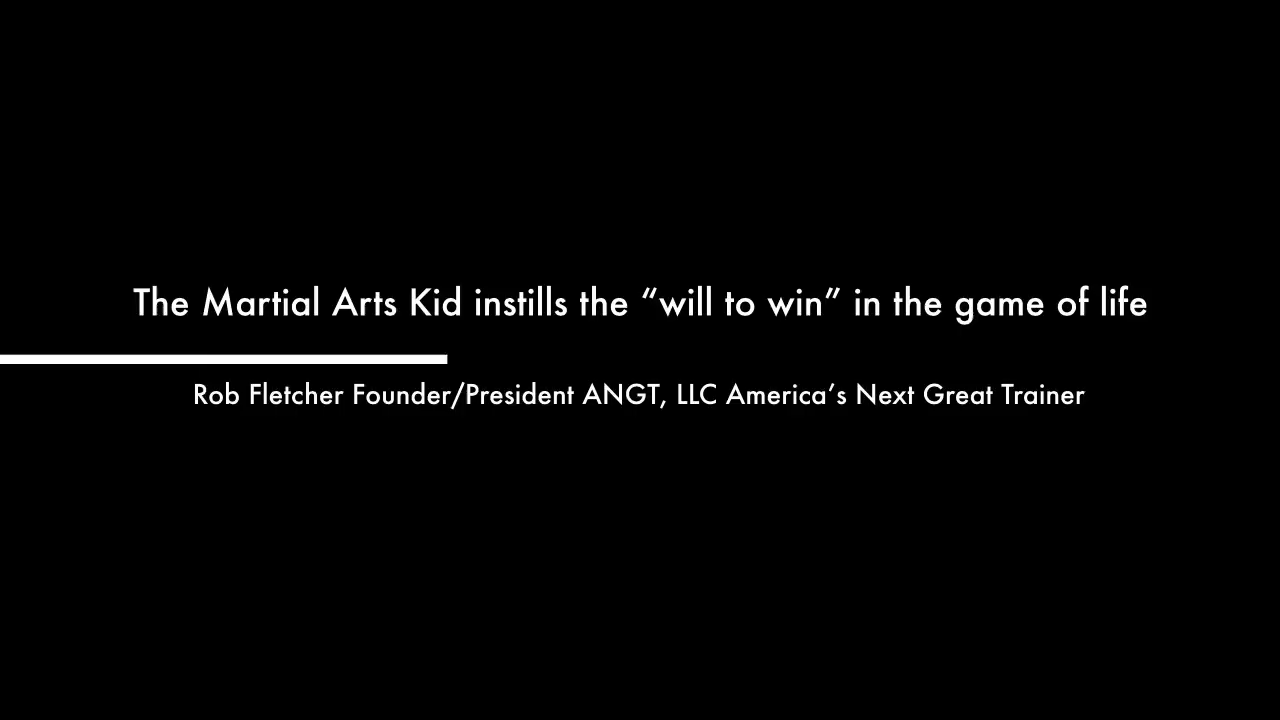 The Martial Arts Kid instills the “will to win” in the game of life
Rob Fletcher Founder/President ANGT, LLC America’s Next Great Trainer